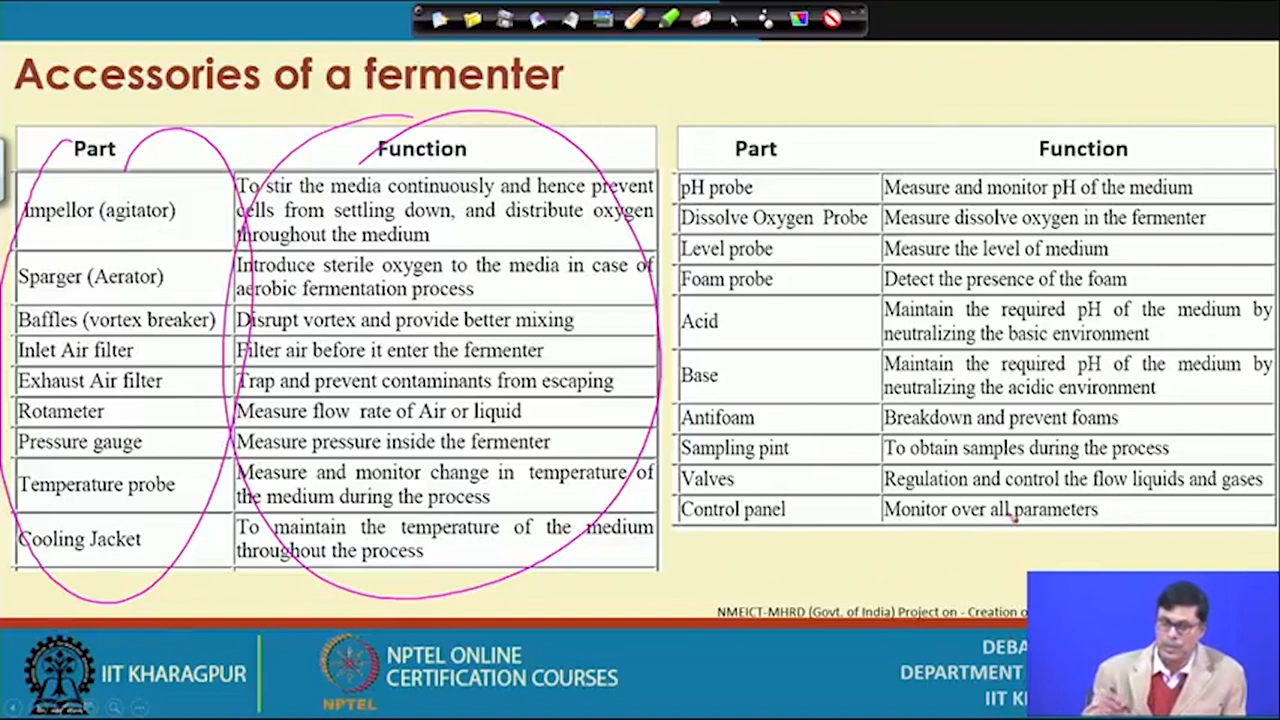 Accessories of a fermenter
Part Function
Impellor (agitator) To stir the media continuously and hence prevent
cells from settling down, and distribute oxygen
throughout the medium
Sparger (Aerator) Introduce sterile oxygen to the media in case of
aerobic fermentation process
Baffles (vortex breaker) Disrupt vortex and provide better mixing
Inlet Air filter Filter air before it enter the fermenter
Exhaust Air filter Trap and prevent contaminants from escaping
Rotameter Measure flow rate of Air or liquid
Pressure gauge Measure pressure inside the fermenter
Temperature probe Measure and monitor change in temperature of
the medium during the process
Cooling Jacket To maintain the temperature of the medium
throughout the process
Part Function
pH probe Measure and monitor pH of the medium
Dissolve Oxygen Probe Measure dissolve oxygen in the fermenter
Level probe Measure the level of medium
Foam probe Detect the presence of the foam
Acid Maintain the required pH of the medium by
neutralizing the basic environment
Base Maintain the required pH of the medium by
neutralizing the acidic environment
Antifoam Breakdown and prevent foams
Sampling pint To obtain samples during the process
Valves Regulation and control the flow liquids and gases
Control panel Monitor over all parameters
NMEICT-MHRD (Govt. of India) Project on - Creation o
IIT KHARAGPUR
NPTEL
NPTEL ONLINE
CERTIFICATION COURSES
DEBA
DEPARTMENT
IIT K